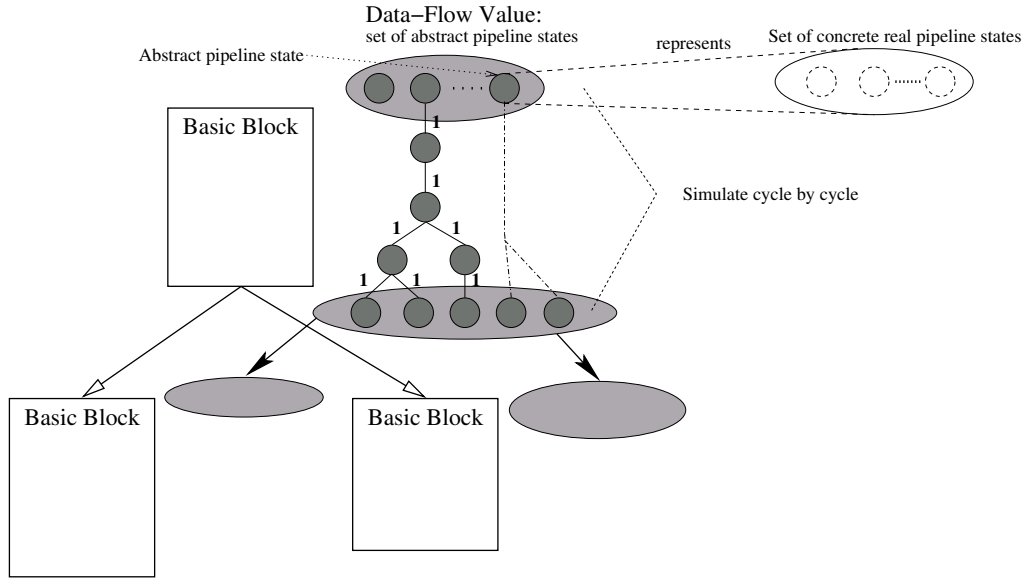 Data−Flow Value:
set of abstract pipeline states
Abstract pipeline state
represents
Set of concrete real pipeline states
Basic Block
1
1
Simulate cycle by cycle
1
1
1
1
1
Basic Block
Basic Block